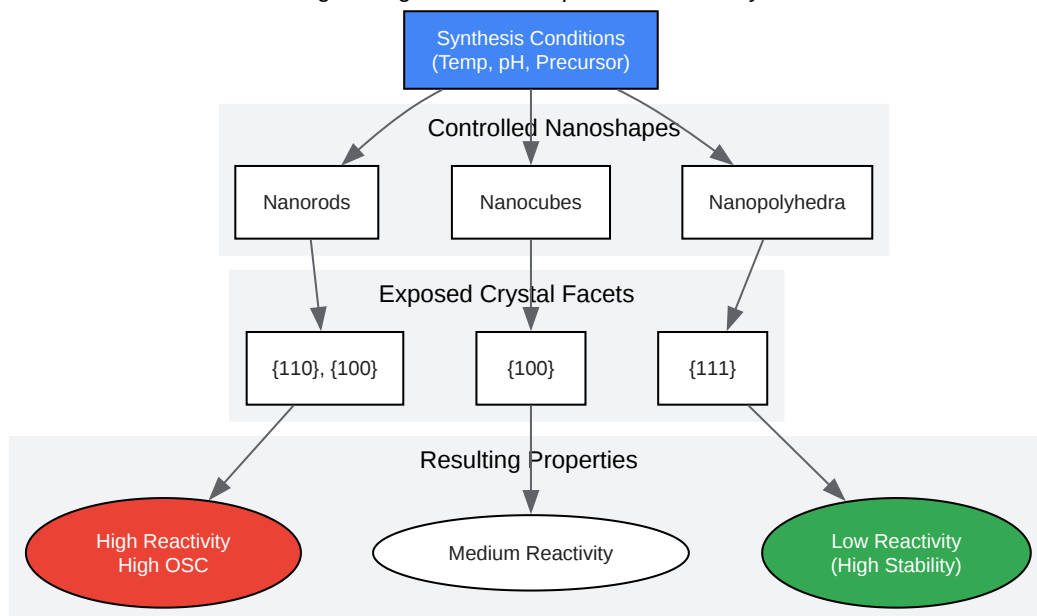 Synthesis Conditions
(Temp, pH, Precursor)
Controlled Nanoshapes
Nanorods
Nanocubes
Nanopolyhedra
Exposed Crystal Facets
{110}, {100}
{100}
{111}
Resulting Properties
High Reactivity
High OSC
Medium Reactivity
Low Reactivity
(High Stability)